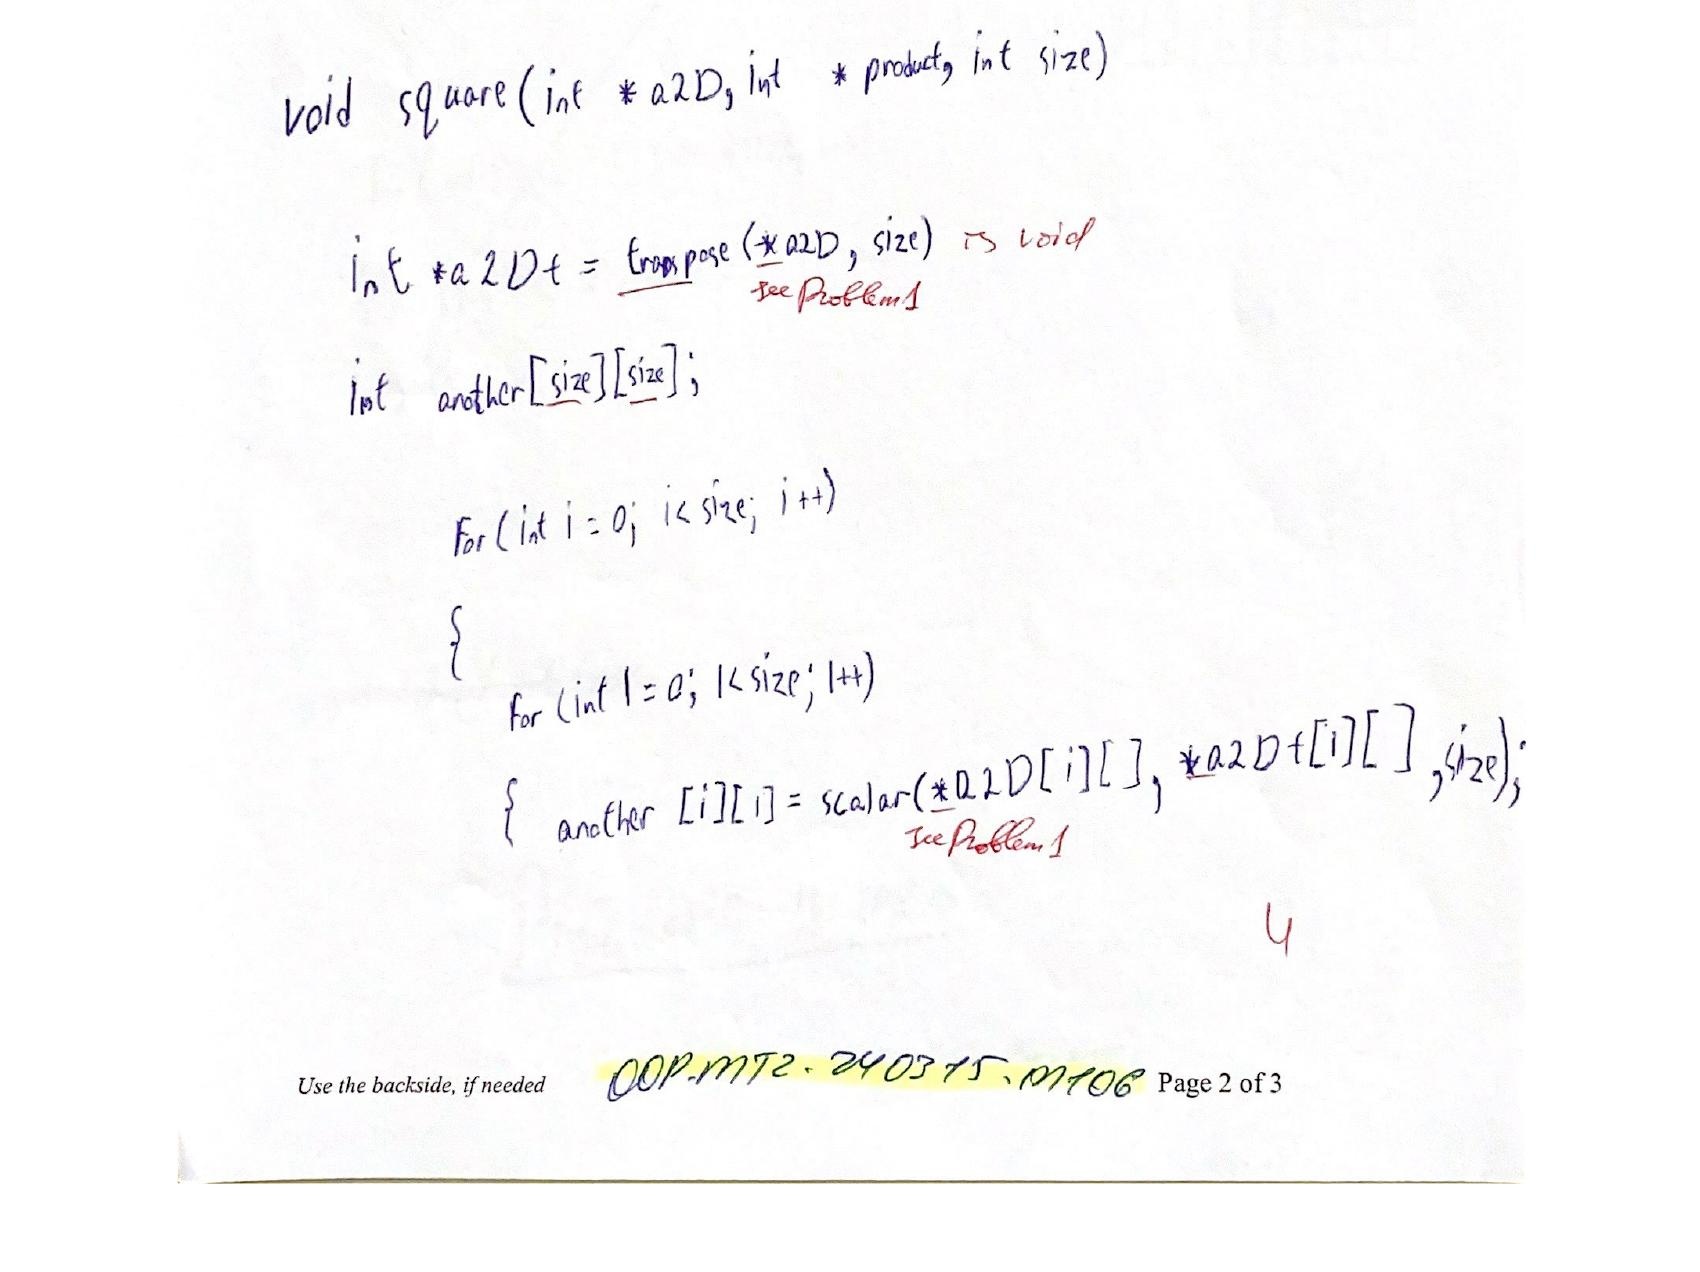 void square(int *a2D, int * product, int size)
int *a2Dt = transpose (*a2D, size) is void
see Problem 1
int another[size][size];
For(int i=0; i<size; i++)
{
for (int l=0; l<size; l++)
{ another [i][l] = scalar(*a2D[i][], *a2Dt[l][], size);
see Problem 1
4
Use the backside, if needed OOP.MT2.240315.M106 Page 2 of 3